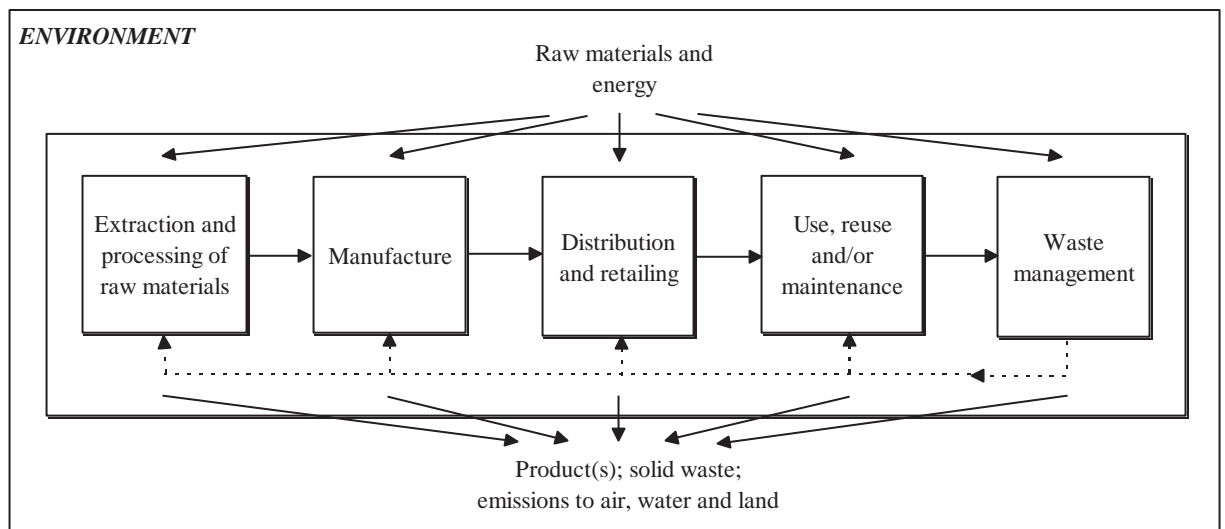 ENVIRONMENT
Raw materials and
energy
Extraction and
processing of
raw materials
Manufacture
Distribution
and retailing
Use, reuse
and/or
maintenance
Waste
management
Product(s); solid waste;
emissions to air, water and land